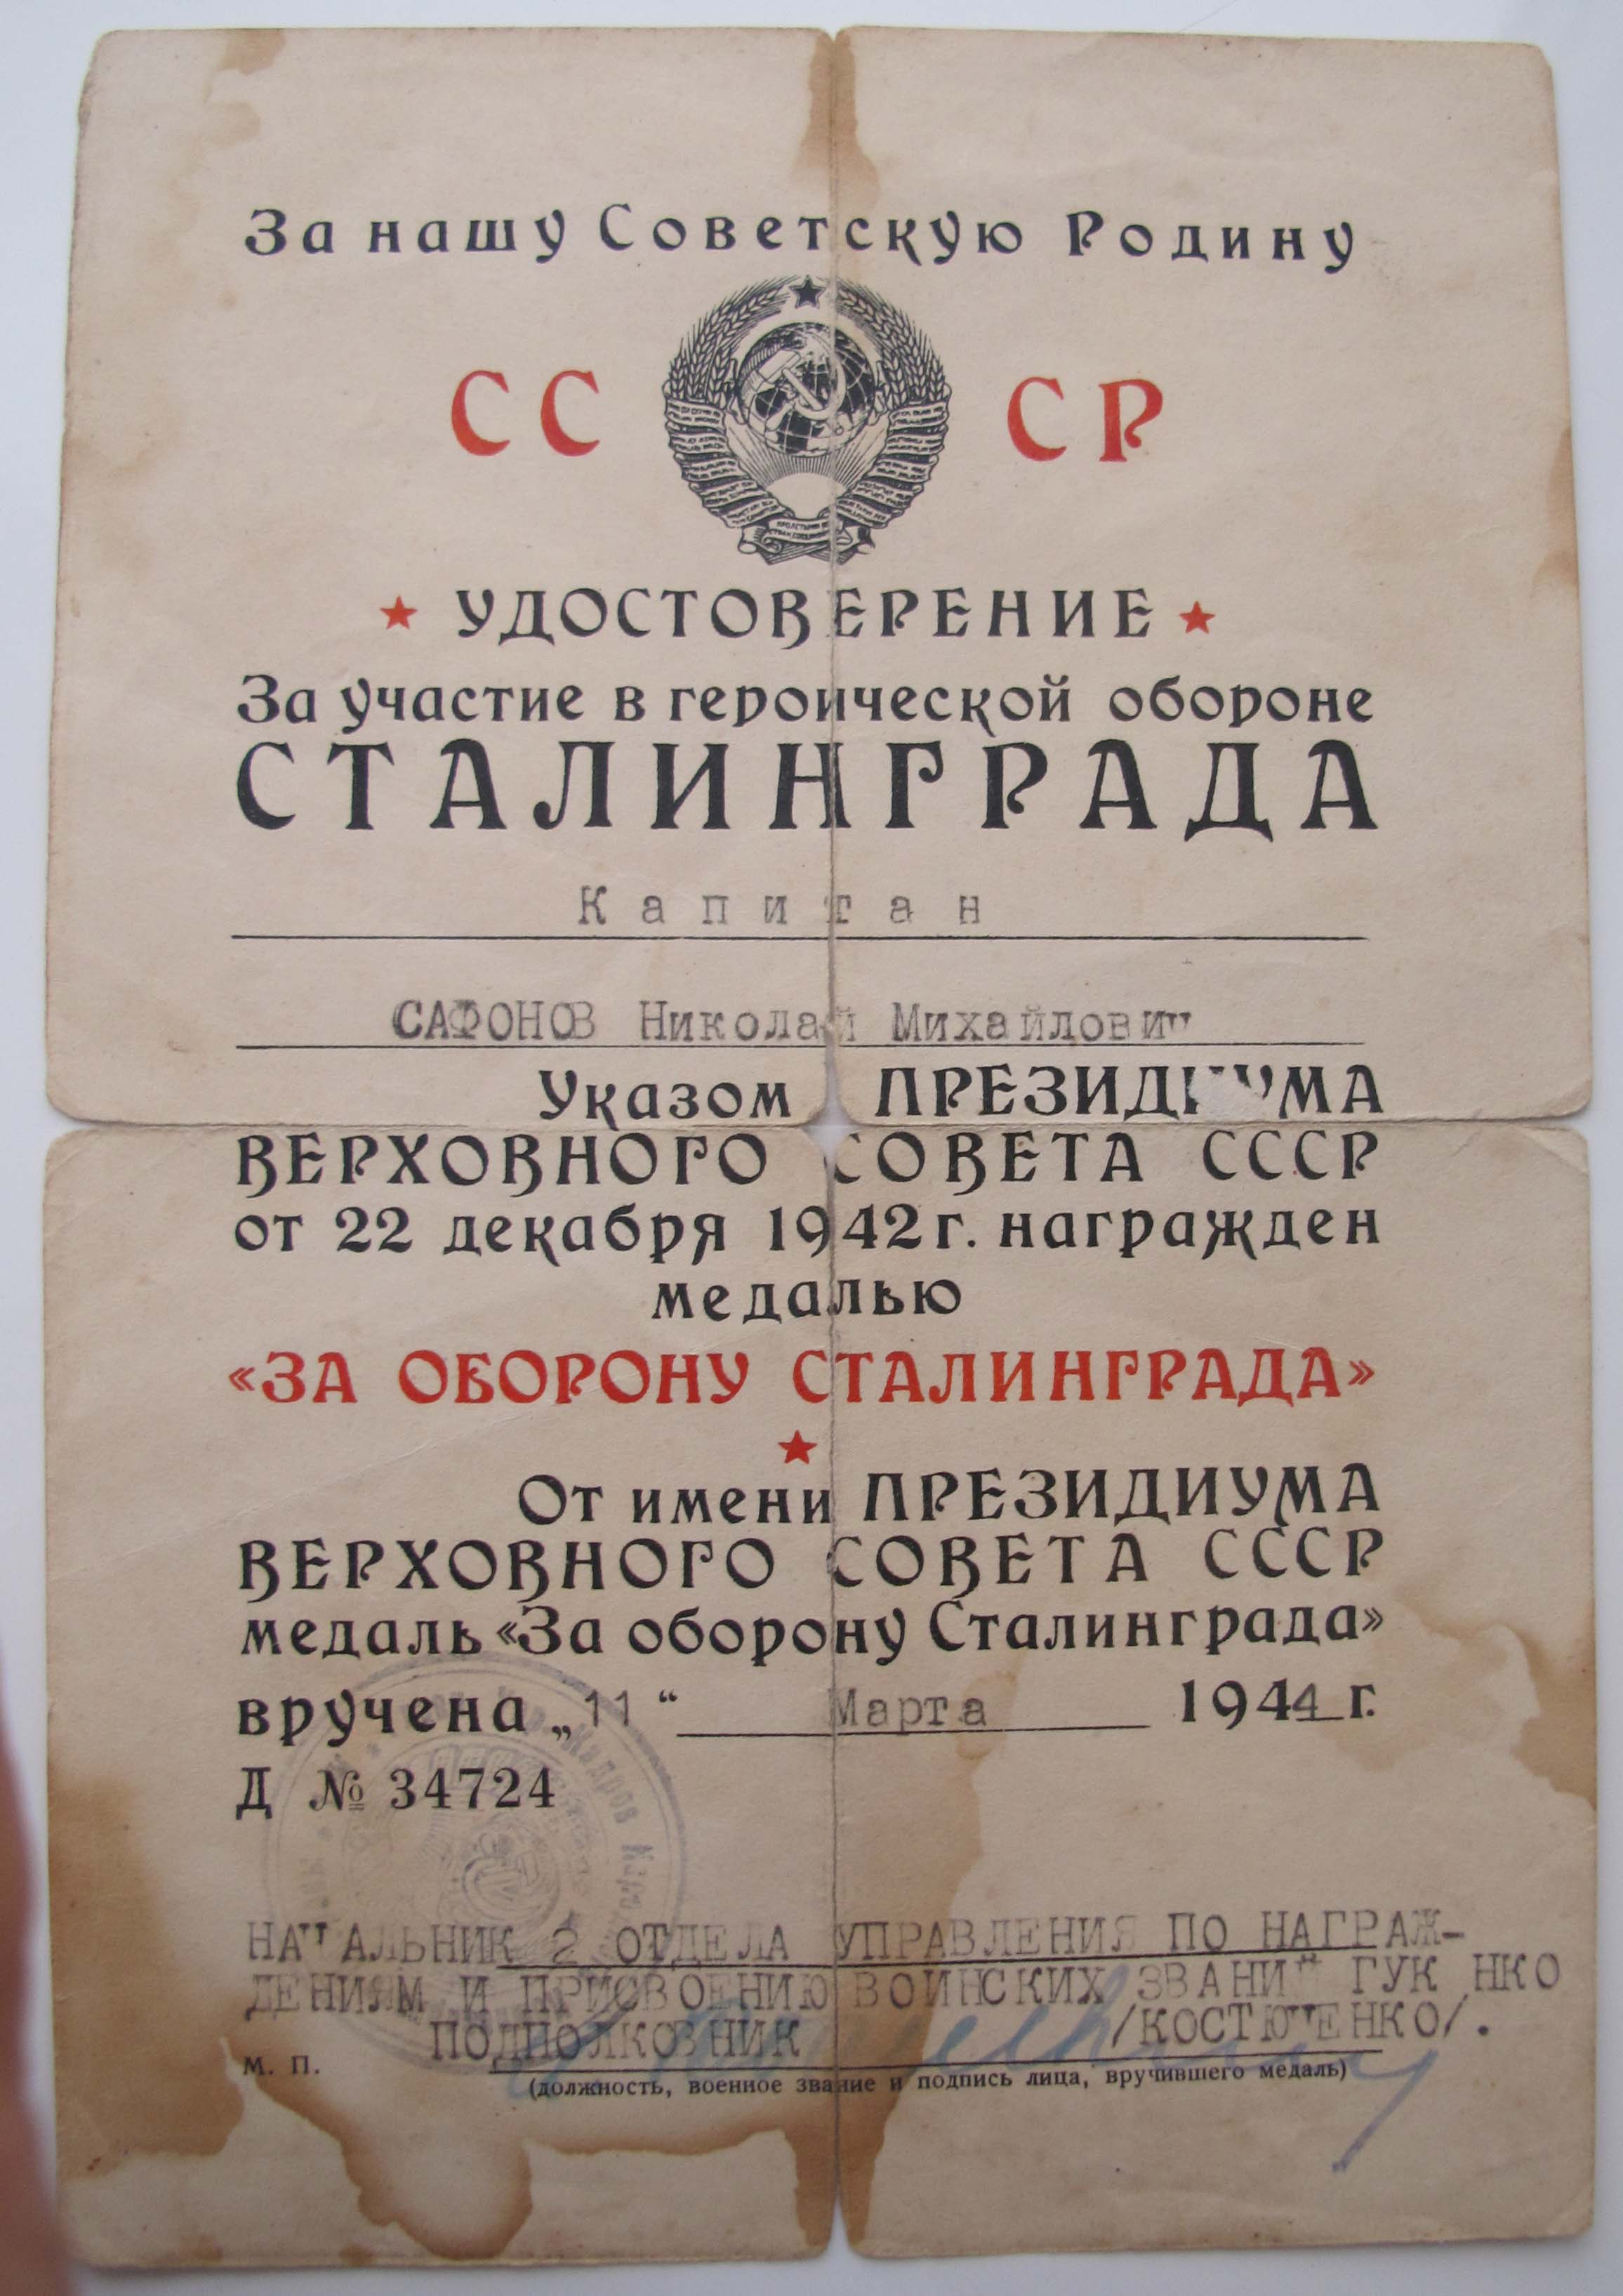 За нашу Советскую Родину
СС СР
УДОСТОВЕРЕНИЕ
За участие в героической обороне
СТАЛИНГРАДА
Капитан
САФОНОВ Николай Михайлович
Указом ПРЕЗИДИУМА
ВЕРХОВНОГО СОВЕТА СССР
от 22 декабря 1942 г. награжден
медалью
«ЗА ОБОРОНУ СТАЛИНГРАДА»
От имени ПРЕЗИДИУМА
ВЕРХОВНОГО СОВЕТА СССР
медаль «За оборону Сталинграда»
вручена „11“ Марта 1944 г.
Д № 34724
НАЧАЛЬНИК 2 ОТДЕЛА УПРАВЛЕНИЯ ПО НАГРАЖ-
ДЕНИЯМ И ПРИСВОЕНИЮ ВОИНСКИХ ЗВАНИЙ ГУК НКО
ПОДПОЛКОВНИК /КОСТЮЧЕНКО/.
М. П.
(должность, военное звание и подпись лица, вручившего медаль)